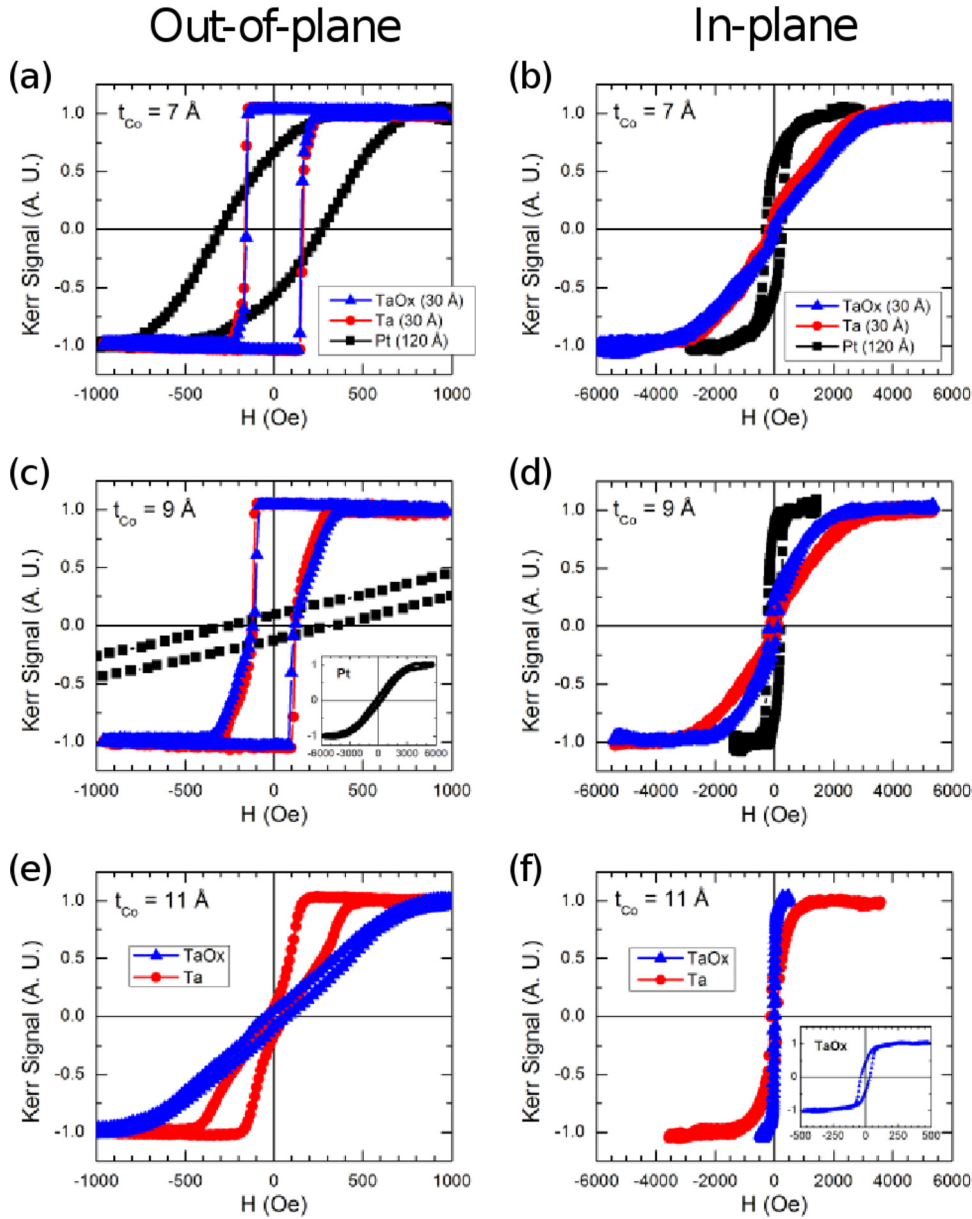 Out-of-plane
In-plane
(a)
t_Co = 7 Å
Kerr Signal (A. U.)
1.0
0.5
0.0
-0.5
-1.0
TaOx (30 Å)
Ta (30 Å)
Pt (120 Å)
-1000 -500 0 500 1000
H (Oe)
(b)
t_Co = 7 Å
Kerr Signal (A. U.)
1.0
0.5
0.0
-0.5
-1.0
TaOx (30 Å)
Ta (30 Å)
Pt (120 Å)
-6000 -4000 -2000 0 2000 4000 6000
H (Oe)
(c)
t_Co = 9 Å
Kerr Signal (A. U.)
1.0
0.5
0.0
-0.5
-1.0
Pt
1
0
-1
-6000 -3000 0 3000 6000
-1000 -500 0 500 1000
H (Oe)
(d)
t_Co = 9 Å
Kerr Signal (A. U.)
1.0
0.5
0.0
-0.5
-1.0
-6000 -4000 -2000 0 2000 4000 6000
H (Oe)
(e)
t_Co = 11 Å
Kerr Signal (A. U.)
1.0
0.5
0.0
-0.5
-1.0
TaOx
Ta
-1000 -500 0 500 1000
H (Oe)
(f)
t_Co = 11 Å
Kerr Signal (A. U.)
1.0
0.5
0.0
-0.5
-1.0
TaOx
Ta
TaOx
1
0
-1
-500 0 500
-6000 -4000 -2000 0 2000 4000 6000
H (Oe)